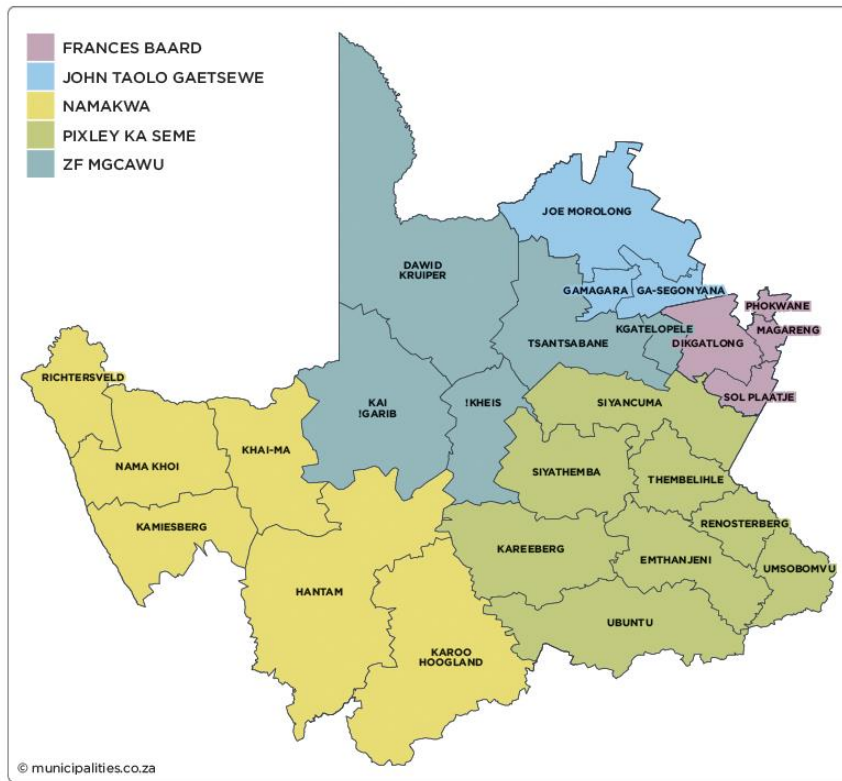 FRANCES BAARD
JOHN TAOLO GAETSEWE
NAMAKWA
PIXLEY KA SEME
ZF MGCAWU
JOE MOROLONG
DAWID
KRUIPER
GAMAGARA
GA-SEGONYANA
PHOKWANE
KGATELOPELE
MAGARENG
TSANTSABANE
DIKGATLONG
RICHTERSVELD
SOL PLAATJE
KAI
!GARIB
!KHEIS
SIYANCUMA
KHAI-MA
NAMA KHOI
SIYATHEMBA
THEMBELIHLE
KAMIESBERG
RENOSTERBERG
KAREEBERG
EMTHANJENI
UMSOBOMVU
HANTAM
UBUNTU
KAROO
HOOGLAND
© municipalities.co.za